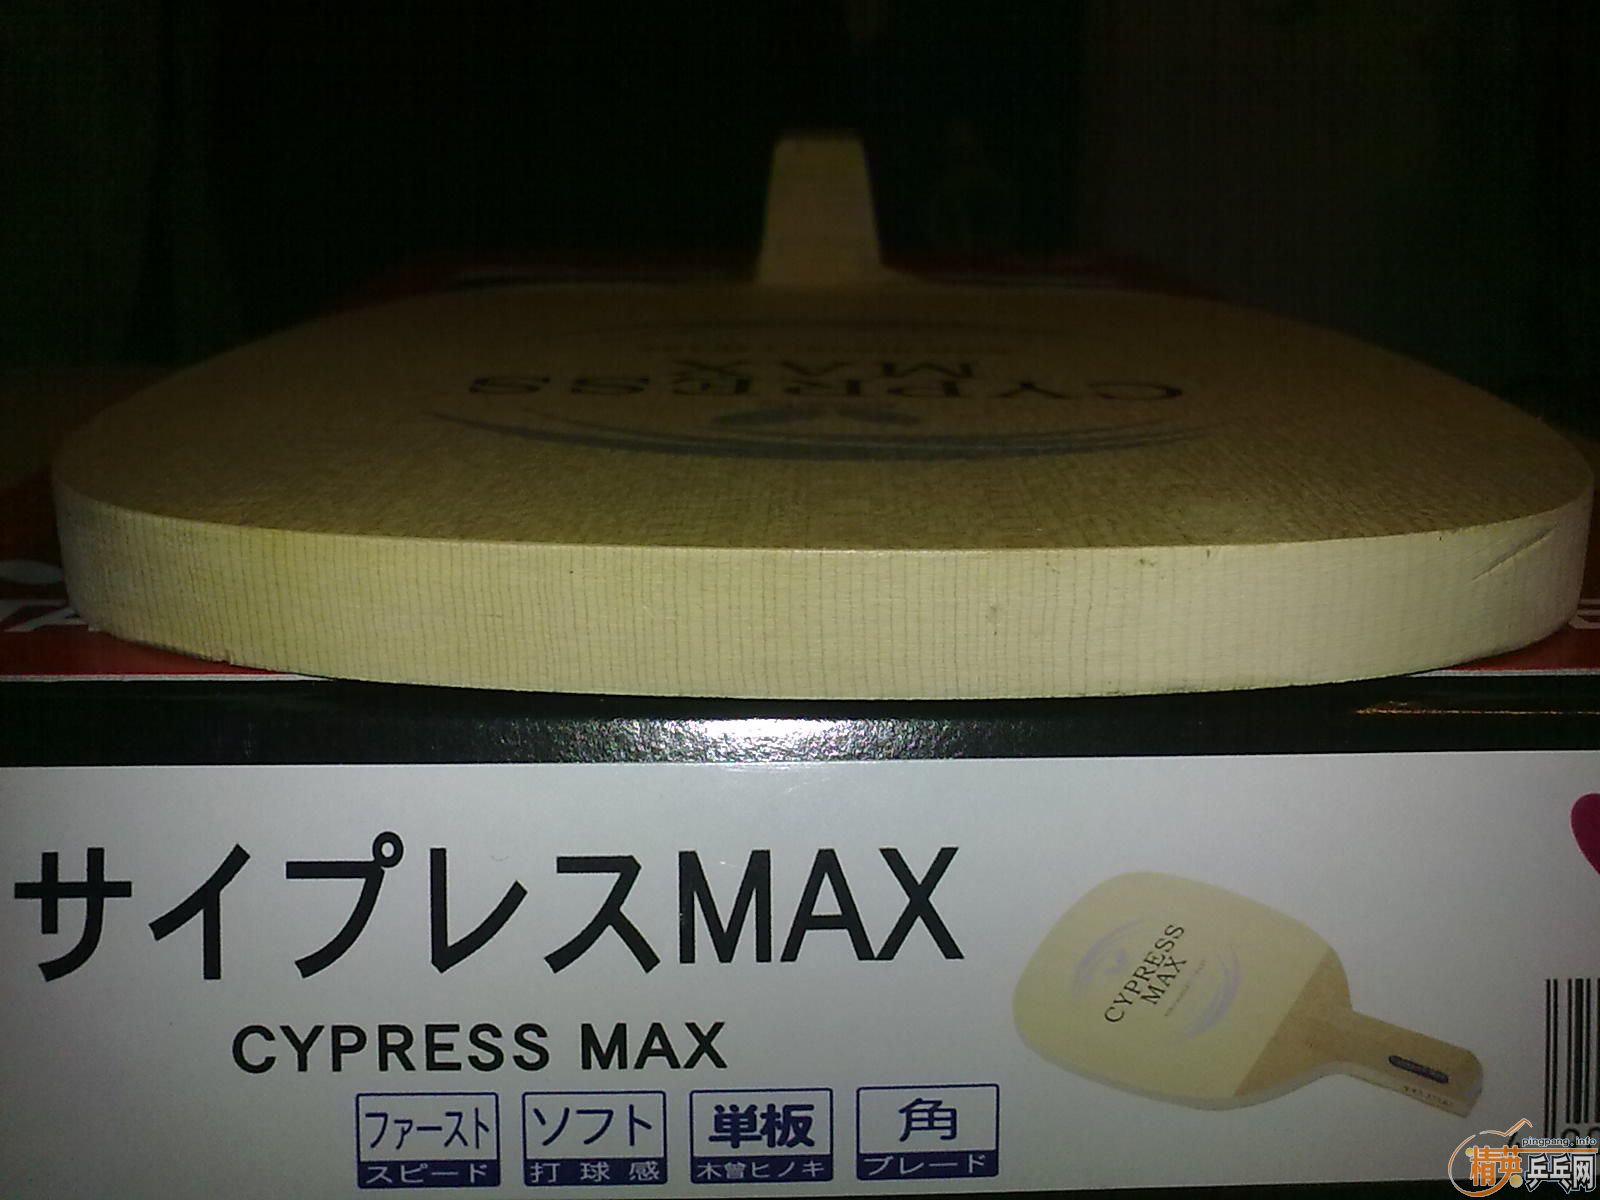 CYPRESS
MAX
サイプレスMAX
CYPRESS MAX
CYPRESS
MAX
ファースト
スピード
ソフト
打球感
単板
木曽ヒノキ
角
ブレード
pingpang.info
精英乒乓网